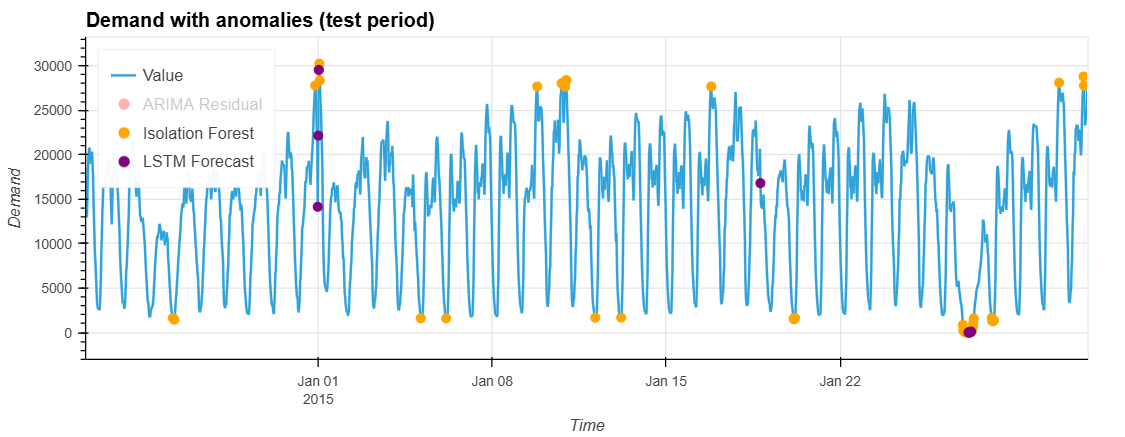 Demand with anomalies (test period)
Value
ARIMA Residual
Isolation Forest
LSTM Forecast
30000
25000
20000
15000
10000
5000
0
Demand
Jan 01
2015
Jan 08
Jan 15
Jan 22
Time